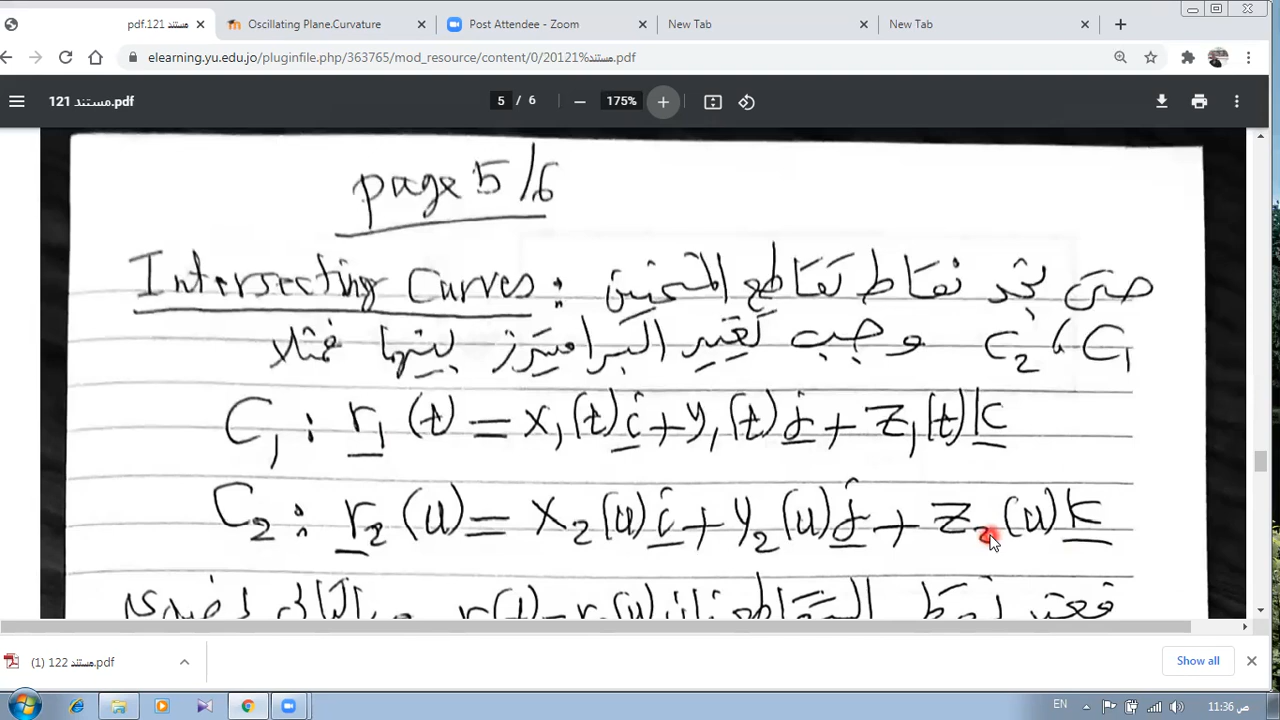 مستند 121.pdf
Oscillating Plane.Curvature
Post Attendee - Zoom
New Tab
New Tab
elearning.yu.edu.jo/pluginfile.php/363765/mod_resource/content/0/20121%مستند.pdf
مستند 121.pdf
5 / 6
175%
page 5/6
Intersecting Curves : حتى نجد نقاط تقاطع المنحنيين
C1 ، C2 وجب تغيير البراميترز بينها فمثلا
C1 : r1 (t) = x1(t) i + y1(t) j + z1(t) k
C2 : r2 (u) = x2(u) i + y2(u) j + z2(u) k
فعند نقط التقاطع
مستند 122 (1).pdf
Show all
EN
11:36 ص